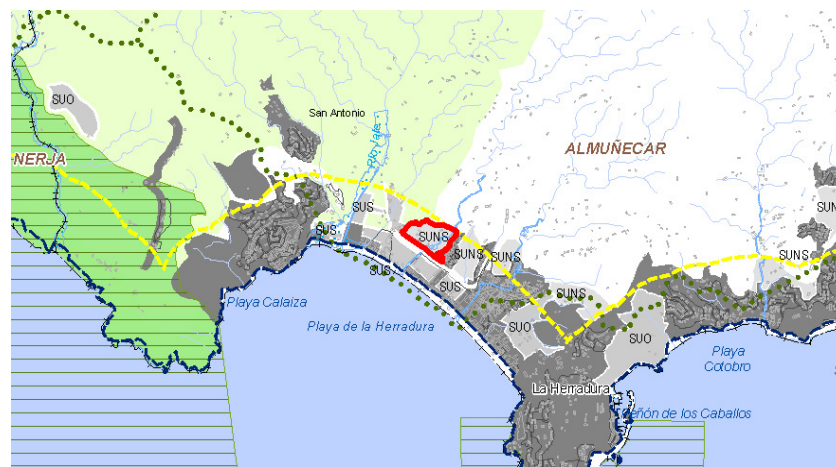 SUO
San Antonio
Río Jate
NERJA
ALMUÑECAR
SUS
SUS
SUNS
SUNS
SUNS
SUNS
SUN
SUS
SUS
SUNS
Playa Calaiza
Playa de la Herradura
SUO
SUO
Playa
Cotobro
La Herradura
Peñón de los Caballos